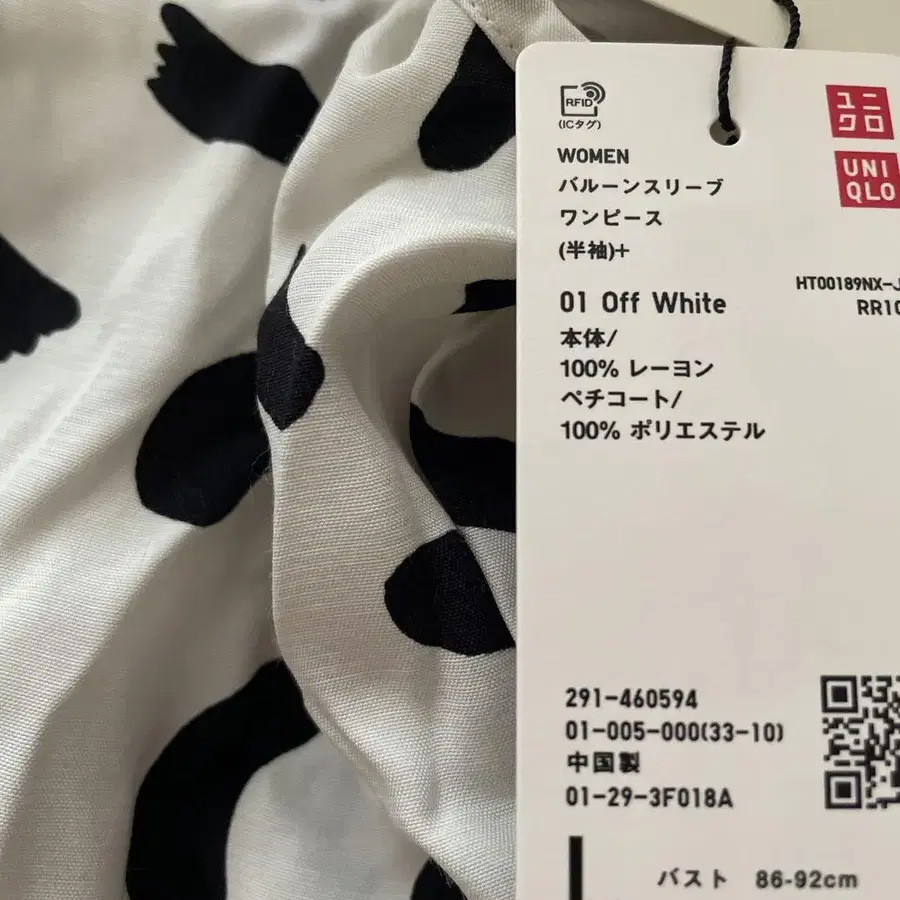 RFID
(ICタグ)
ユニ
クロ
UNI
QLO
WOMEN
バルーンスリーブ
ワンピース
(半袖)+
HT00189NX-J
RR10
01 Off White
本体/
100% レーヨン
ペチコート/
100% ポリエステル
291-460594
01-005-000(33-10)
中国製
01-29-3F018A
バスト 86-92cm